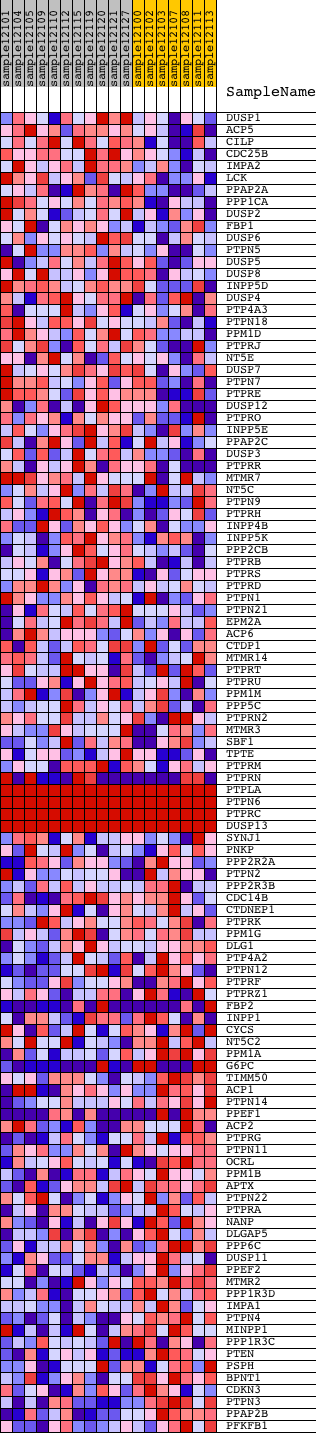 sample12101
sample12104
sample12105
sample12109
sample12110
sample12112
sample12115
sample12119
sample12120
sample12121
sample12127
sample12100
sample12102
sample12103
sample12107
sample12108
sample12111
sample12113
SampleName
DUSP1
ACP5
CILP
CDC25B
IMPA2
LCK
PPAP2A
PPP1CA
DUSP2
FBP1
DUSP6
PTPN5
DUSP5
DUSP8
INPP5D
DUSP4
PTP4A3
PTPN18
PPM1D
PTPRJ
NT5E
DUSP7
PTPN7
PTPRE
DUSP12
PTPRO
INPP5E
PPAP2C
DUSP3
PTPRR
MTMR7
NT5C
PTPN9
PTPRH
INPP4B
INPP5K
PPP2CB
PTPRB
PTPRS
PTPRD
PTPN1
PTPN21
EPM2A
ACP6
CTDP1
MTMR14
PTPRT
PTPRU
PPM1M
PPP5C
PTPRN2
MTMR3
SBF1
TPTE
PTPRM
PTPRN
PTPLA
PTPN6
PTPRC
DUSP13
SYNJ1
PNKP
PPP2R2A
PTPN2
PPP2R3B
CDC14B
CTDNEP1
PTPRK
PPM1G
DLG1
PTP4A2
PTPN12
PTPRF
PTPRZ1
FBP2
INPP1
CYCS
NT5C2
PPM1A
G6PC
TIMM50
ACP1
PTPN14
PPEF1
ACP2
PTPRG
PTPN11
OCRL
PPM1B
APTX
PTPN22
PTPRA
NANP
DLGAP5
PPP6C
DUSP11
PPEF2
MTMR2
PPP1R3D
IMPA1
PTPN4
MINPP1
PPP1R3C
PTEN
PSPH
BPNT1
CDKN3
PTPN3
PPAP2B
PFKFB1